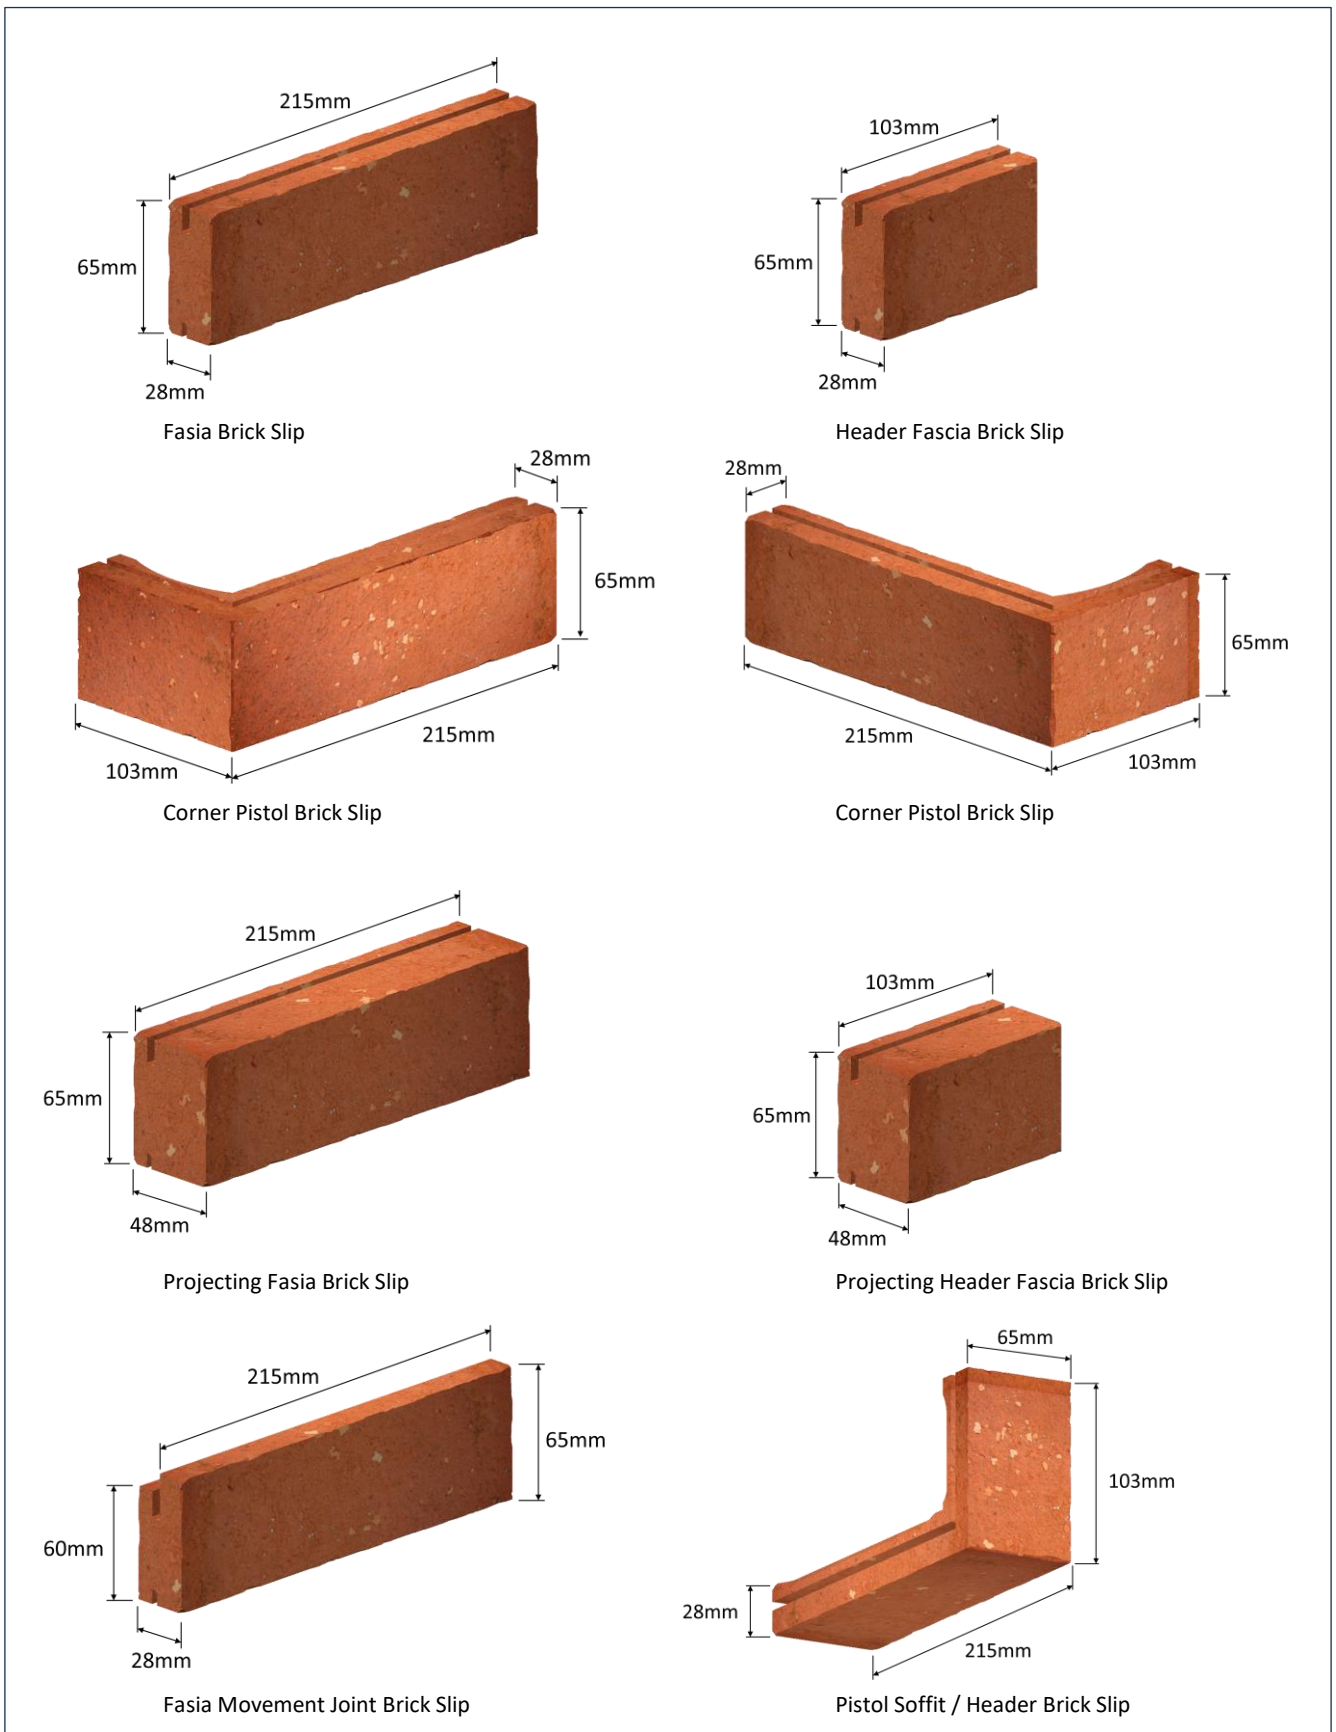 215mm
65mm
28mm
Fasia Brick Slip
103mm
65mm
28mm
Header Fascia Brick Slip
28mm
65mm
215mm
103mm
Corner Pistol Brick Slip
28mm
65mm
215mm
103mm
Corner Pistol Brick Slip
215mm
65mm
48mm
Projecting Fasia Brick Slip
103mm
65mm
48mm
Projecting Header Fascia Brick Slip
215mm
65mm
60mm
28mm
Fasia Movement Joint Brick Slip
65mm
103mm
28mm
215mm
Pistol Soffit / Header Brick Slip